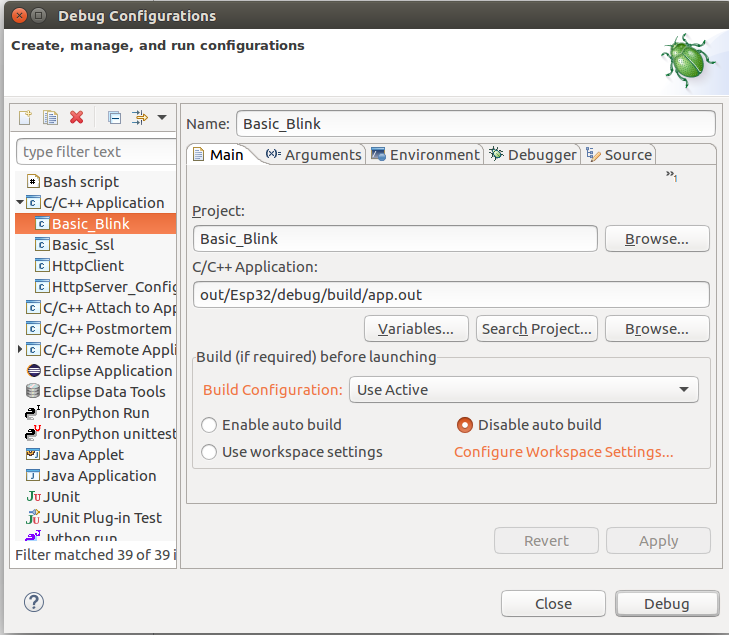 Debug Configurations
Create, manage, and run configurations
type filter text
Bash script
C/C++ Application
Basic_Blink
Basic_Ssl
HttpClient
HttpServer_Config
C/C++ Attach to App
C/C++ Postmortem
C/C++ Remote Appli
Eclipse Application
Eclipse Data Tools
IronPython Run
IronPython unittest
Java Applet
Java Application
JUnit
JUnit Plug-in Test
Jython run
Filter matched 39 of 39 i
Name: Basic_Blink
Main (x)= Arguments Environment Debugger Source
»1
Project:
Basic_Blink Browse...
C/C++ Application:
out/Esp32/debug/build/app.out
Variables... Search Project... Browse...
Build (if required) before launching
Build Configuration: Use Active
Enable auto build Disable auto build
Use workspace settings Configure Workspace Settings...
Revert Apply
? Close Debug